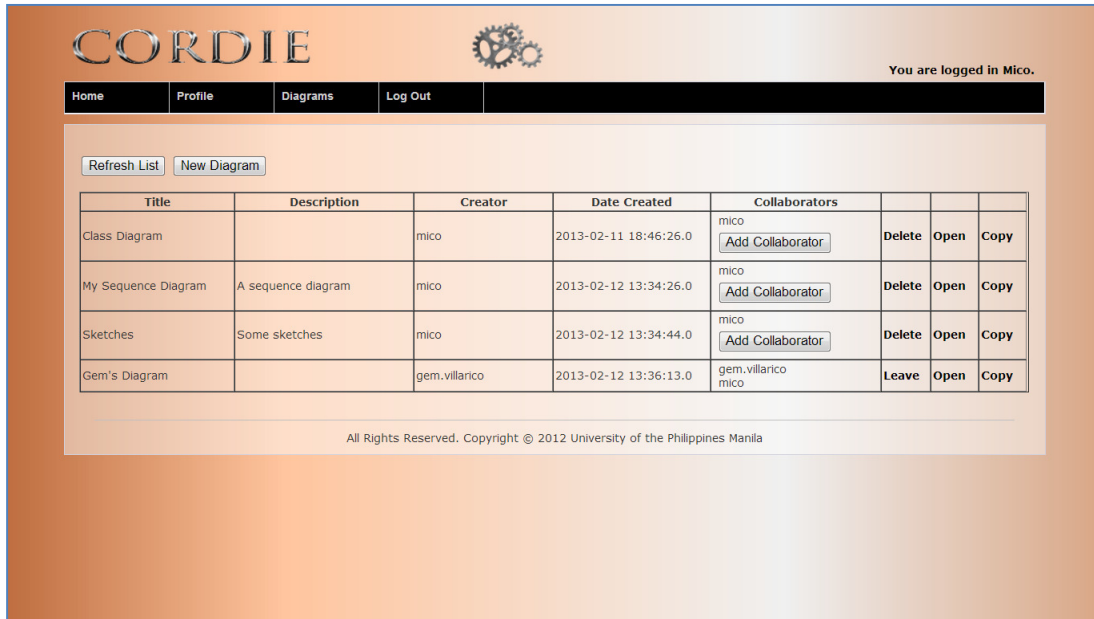 CORDIE
You are logged in Mico.
Home Profile Diagrams Log Out
Refresh List New Diagram
Title Description Creator Date Created Collaborators
Class Diagram mico 2013-02-11 18:46:26.0 mico Add Collaborator Delete Open Copy
My Sequence Diagram A sequence diagram mico 2013-02-12 13:34:26.0 mico Add Collaborator Delete Open Copy
Sketches Some sketches mico 2013-02-12 13:34:44.0 mico Add Collaborator Delete Open Copy
Gem's Diagram gem.villarico 2013-02-12 13:36:13.0 gem.villarico mico Leave Open Copy
All Rights Reserved. Copyright © 2012 University of the Philippines Manila